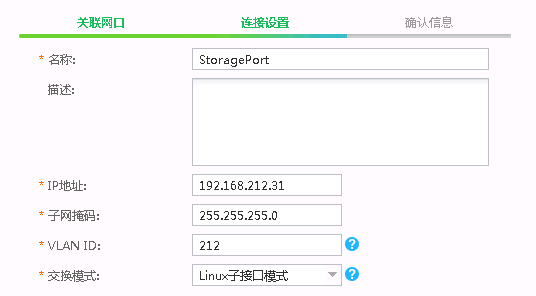 关联网口 连接设置 确认信息
* 名称: StoragePort
描述:
* IP地址: 192.168.212.31
* 子网掩码: 255.255.255.0
* VLAN ID: 212 ?
* 交换模式: Linux子接口模式 ?